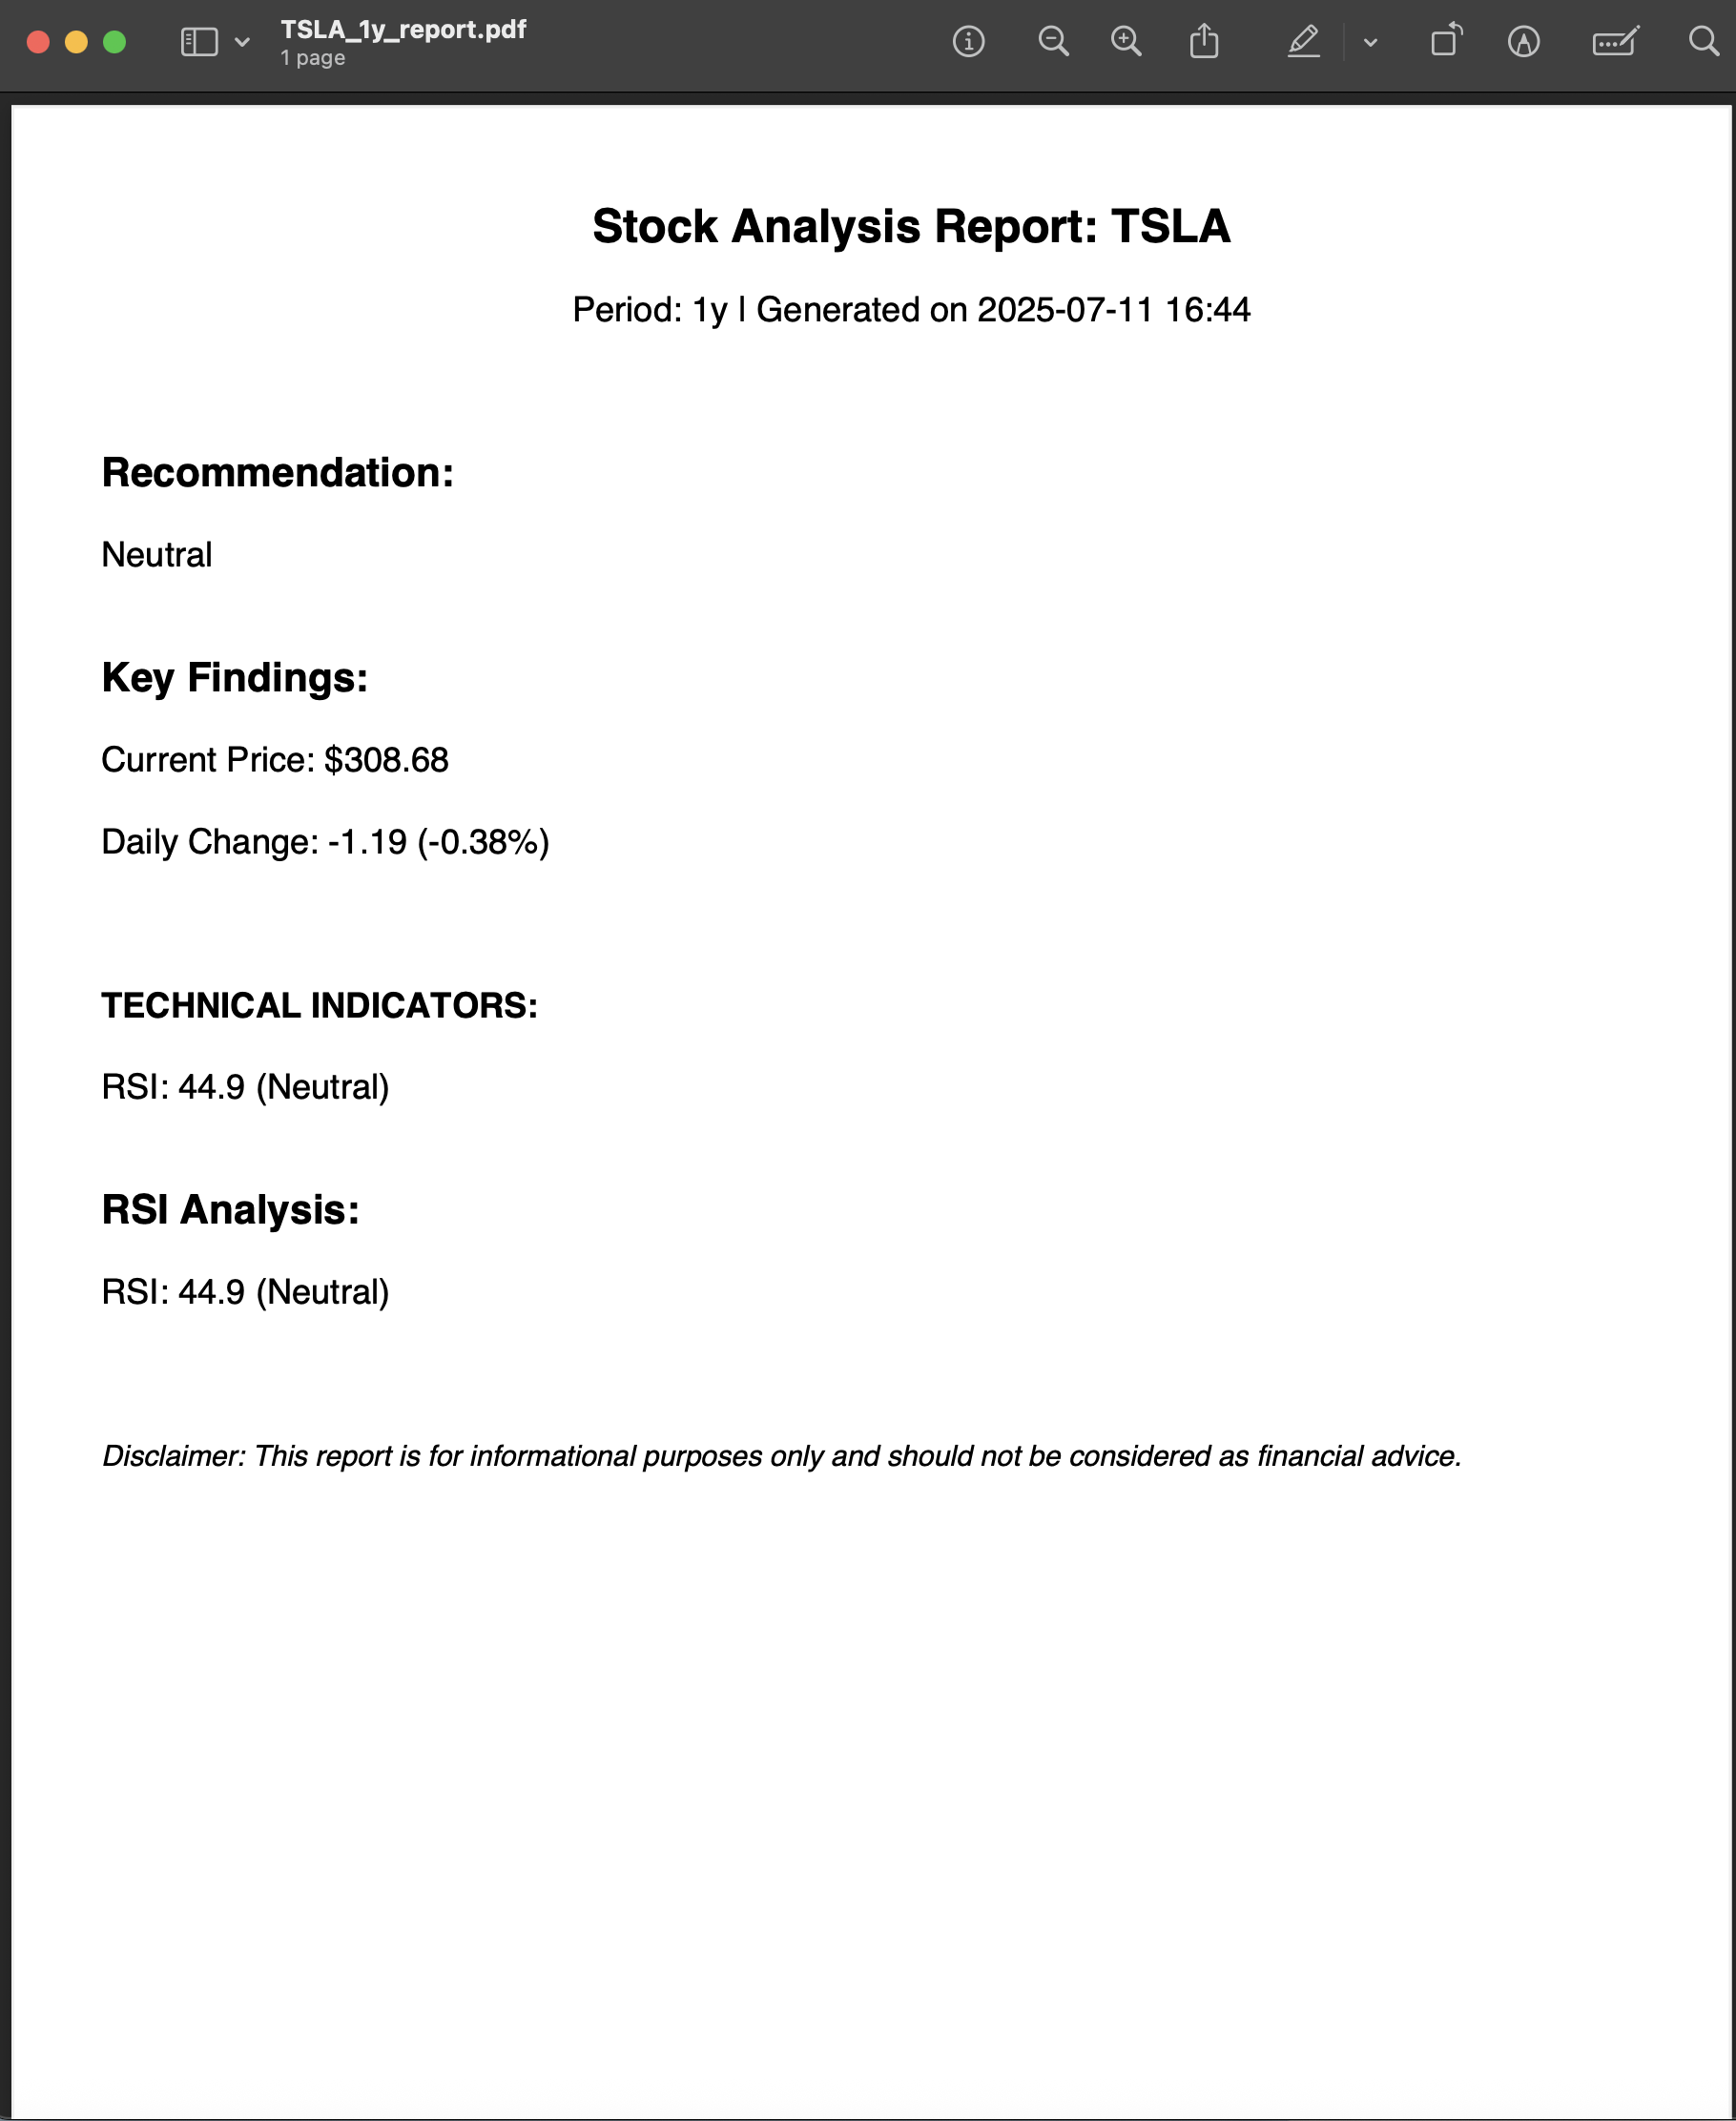 TSLA_1y_report.pdf
1 page
Stock Analysis Report: TSLA
Period: 1y | Generated on 2025-07-11 16:44
Recommendation:
Neutral
Key Findings:
Current Price: $308.68
Daily Change: -1.19 (-0.38%)
TECHNICAL INDICATORS:
RSI: 44.9 (Neutral)
RSI Analysis:
RSI: 44.9 (Neutral)
Disclaimer: This report is for informational purposes only and should not be considered as financial advice.